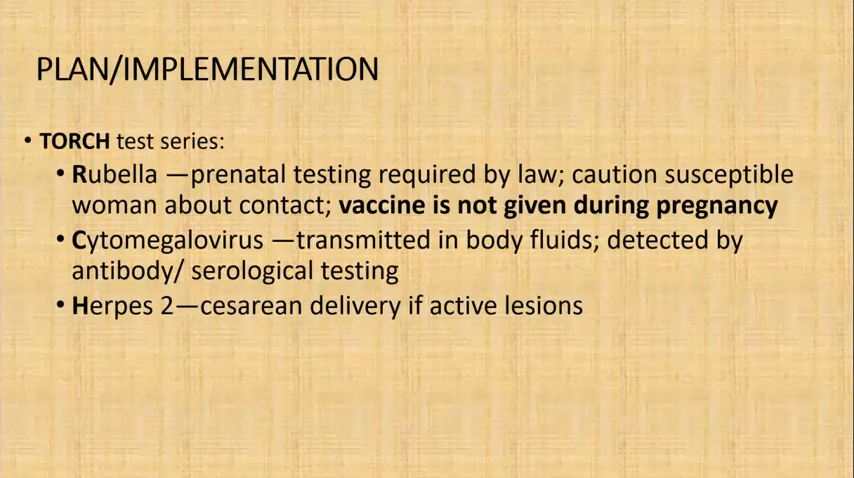 PLAN/IMPLEMENTATION
• TORCH test series:
• Rubella —prenatal testing required by law; caution susceptible
woman about contact; vaccine is not given during pregnancy
• Cytomegalovirus —transmitted in body fluids; detected by
antibody/ serological testing
• Herpes 2—cesarean delivery if active lesions